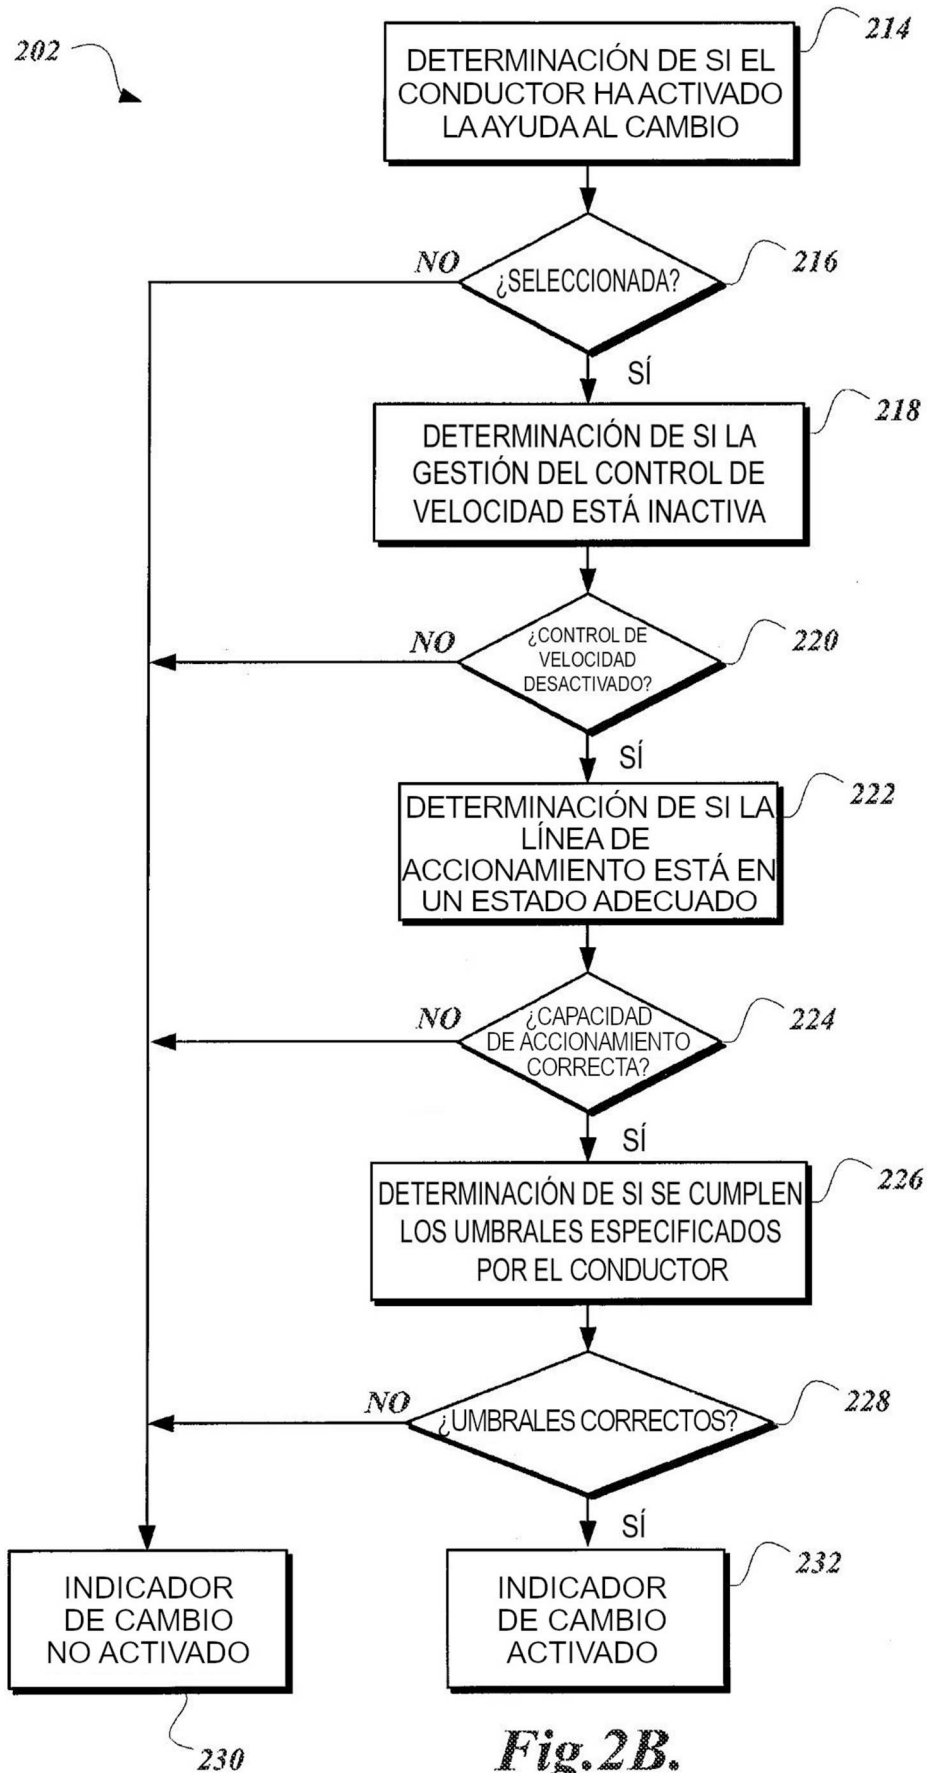 202
214
DETERMINACIÓN DE SI EL
CONDUCTOR HA ACTIVADO
LA AYUDA AL CAMBIO
NO
216
¿SELECCIONADA?
SÍ
218
DETERMINACIÓN DE SI LA
GESTIÓN DEL CONTROL DE
VELOCIDAD ESTÁ INACTIVA
NO
220
¿CONTROL DE
VELOCIDAD
DESACTIVADO?
SÍ
222
DETERMINACIÓN DE SI LA
LÍNEA DE
ACCIONAMIENTO ESTÁ EN
UN ESTADO ADECUADO
NO
224
¿CAPACIDAD
DE ACCIONAMIENTO
CORRECTA?
SÍ
226
DETERMINACIÓN DE SI SE CUMPLEN
LOS UMBRALES ESPECIFICADOS
POR EL CONDUCTOR
NO
228
¿UMBRALES CORRECTOS?
SÍ
232
INDICADOR
DE CAMBIO
NO ACTIVADO
INDICADOR
DE CAMBIO
ACTIVADO
230
Fig.2B.